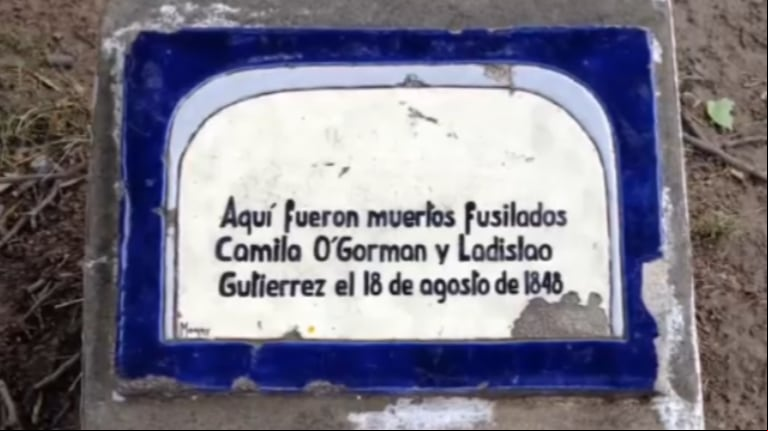 Aquí fueron muertos fusilados
Camila O'Gorman y Ladislao
Gutierrez el 18 de agosto de 1848